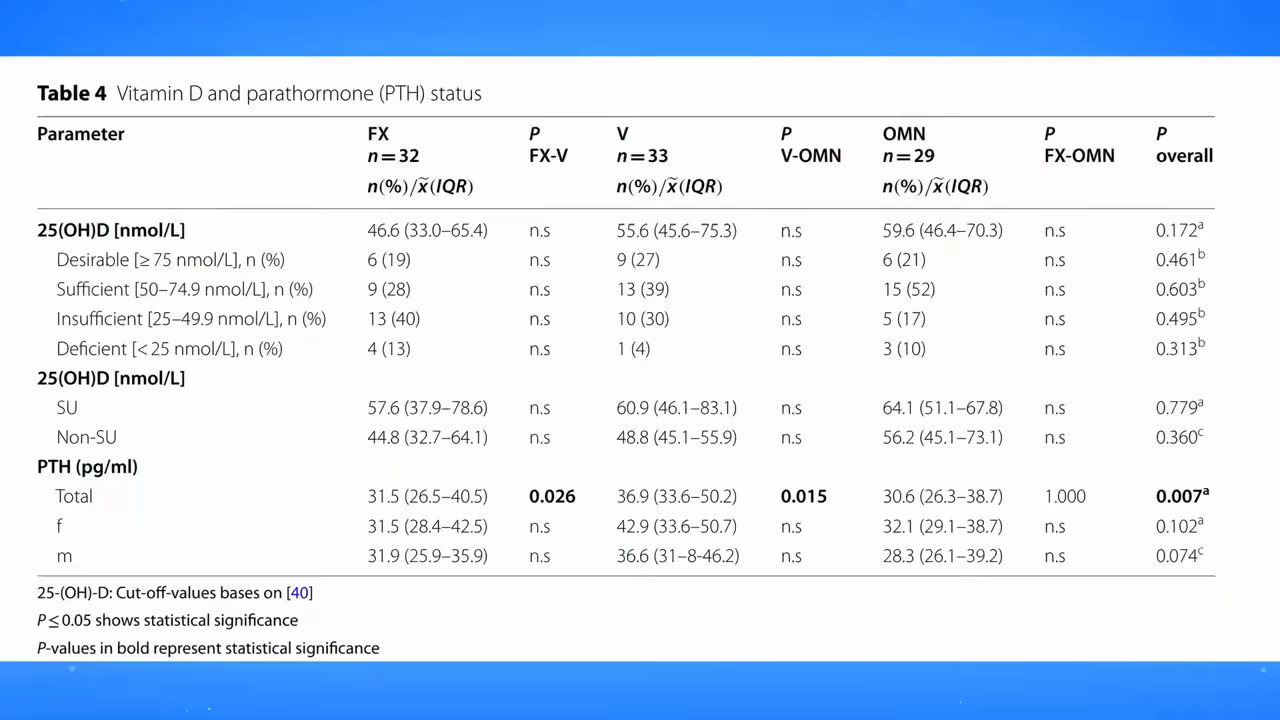 Table 4 Vitamin D and parathormone (PTH) status
Parameter FX P V P OMN P P
n = 32 FX-V n = 33 V-OMN n = 29 FX-OMN overall
n(%)/x̃(IQR) n(%)/x̃(IQR) n(%)/x̃(IQR)
25(OH)D [nmol/L] 46.6 (33.0–65.4) n.s 55.6 (45.6–75.3) n.s 59.6 (46.4–70.3) n.s 0.172ᵃ
Desirable [≥ 75 nmol/L], n (%) 6 (19) n.s 9 (27) n.s 6 (21) n.s 0.461ᵇ
Sufficient [50–74.9 nmol/L], n (%) 9 (28) n.s 13 (39) n.s 15 (52) n.s 0.603ᵇ
Insufficient [25–49.9 nmol/L], n (%) 13 (40) n.s 10 (30) n.s 5 (17) n.s 0.495ᵇ
Deficient [< 25 nmol/L], n (%) 4 (13) n.s 1 (4) n.s 3 (10) n.s 0.313ᵇ
25(OH)D [nmol/L]
SU 57.6 (37.9–78.6) n.s 60.9 (46.1–83.1) n.s 64.1 (51.1–67.8) n.s 0.779ᵃ
Non-SU 44.8 (32.7–64.1) n.s 48.8 (45.1–55.9) n.s 56.2 (45.1–73.1) n.s 0.360ᶜ
PTH (pg/ml)
Total 31.5 (26.5–40.5) 0.026 36.9 (33.6–50.2) 0.015 30.6 (26.3–38.7) 1.000 0.007ᵃ
f 31.5 (28.4–42.5) n.s 42.9 (33.6–50.7) n.s 32.1 (29.1–38.7) n.s 0.102ᵃ
m 31.9 (25.9–35.9) n.s 36.6 (31–8-46.2) n.s 28.3 (26.1–39.2) n.s 0.074ᶜ
25-(OH)-D: Cut-off-values bases on [40]
P ≤ 0.05 shows statistical significance
P-values in bold represent statistical significance